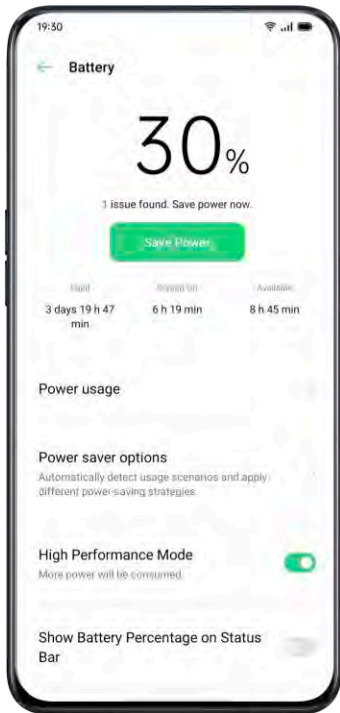 19:30
Battery
30%
1 issue found. Save power now.
Save Power
Used Available
3 days 19 h 47 6 h 19 min 8 h 45 min
min
Power usage
Power saver options
Automatically detect usage scenarios and apply
different power-saving strategies.
High Performance Mode
More power will be consumed.
Show Battery Percentage on Status
Bar